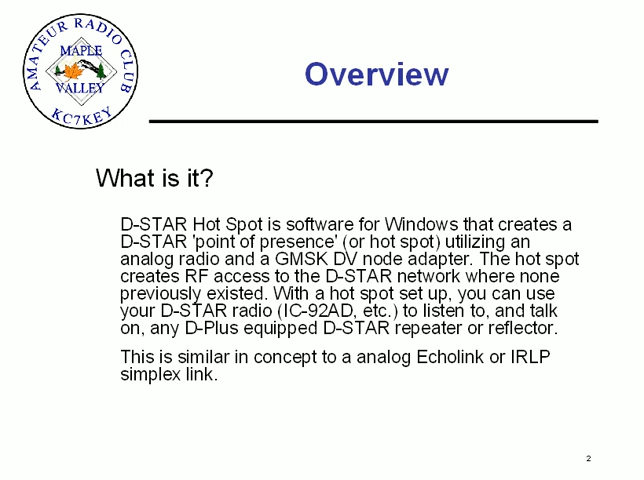 AMATEUR RADIO CLUB
MAPLE
VALLEY
KC7KEY
Overview
What is it?
D-STAR Hot Spot is software for Windows that creates a
D-STAR 'point of presence' (or hot spot) utilizing an
analog radio and a GMSK DV node adapter. The hot spot
creates RF access to the D-STAR network where none
previously existed. With a hot spot set up, you can use
your D-STAR radio (IC-92AD, etc.) to listen to, and talk
on, any D-Plus equipped D-STAR repeater or reflector.
This is similar in concept to a analog Echolink or IRLP
simplex link.
2